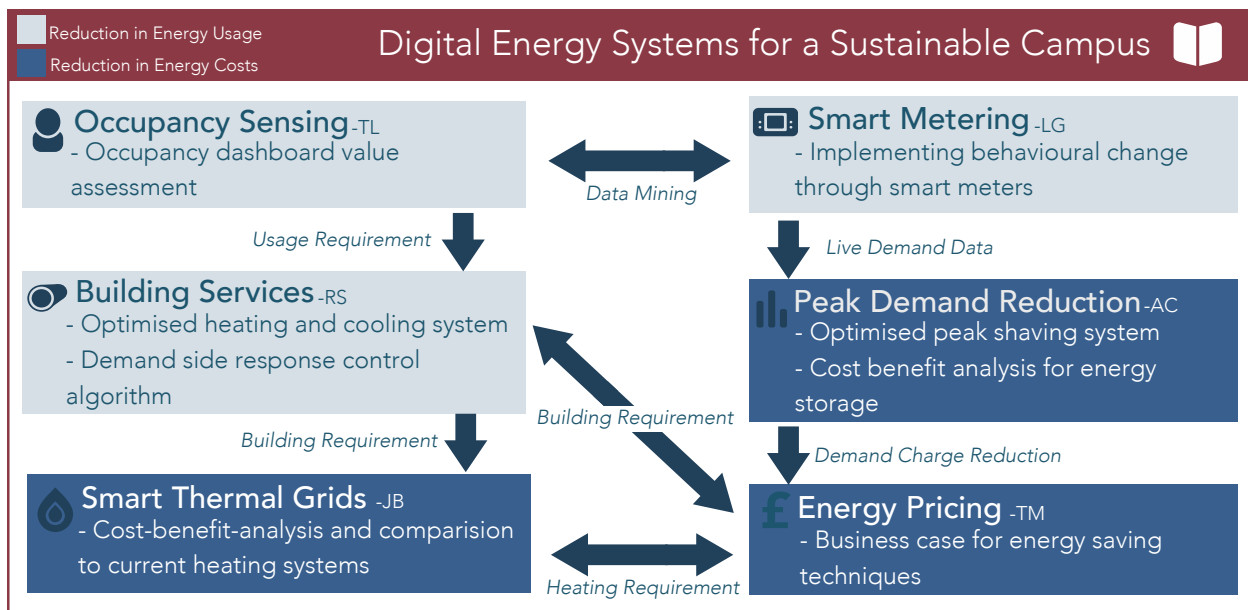 Reduction in Energy Usage
Reduction in Energy Costs
Digital Energy Systems for a Sustainable Campus
Occupancy Sensing -TL
- Occupancy dashboard value
assessment
Data Mining
Smart Metering -LG
- Implementing behavioural change
through smart meters
Usage Requirement
Live Demand Data
Building Services -RS
- Optimised heating and cooling system
- Demand side response control
algorithm
Peak Demand Reduction -AC
- Optimised peak shaving system
- Cost benefit analysis for energy
storage
Building Requirement
Building Requirement
Demand Charge Reduction
Smart Thermal Grids -JB
- Cost-benefit-analysis and comparision
to current heating systems
Heating Requirement
£ Energy Pricing -TM
- Business case for energy saving
techniques